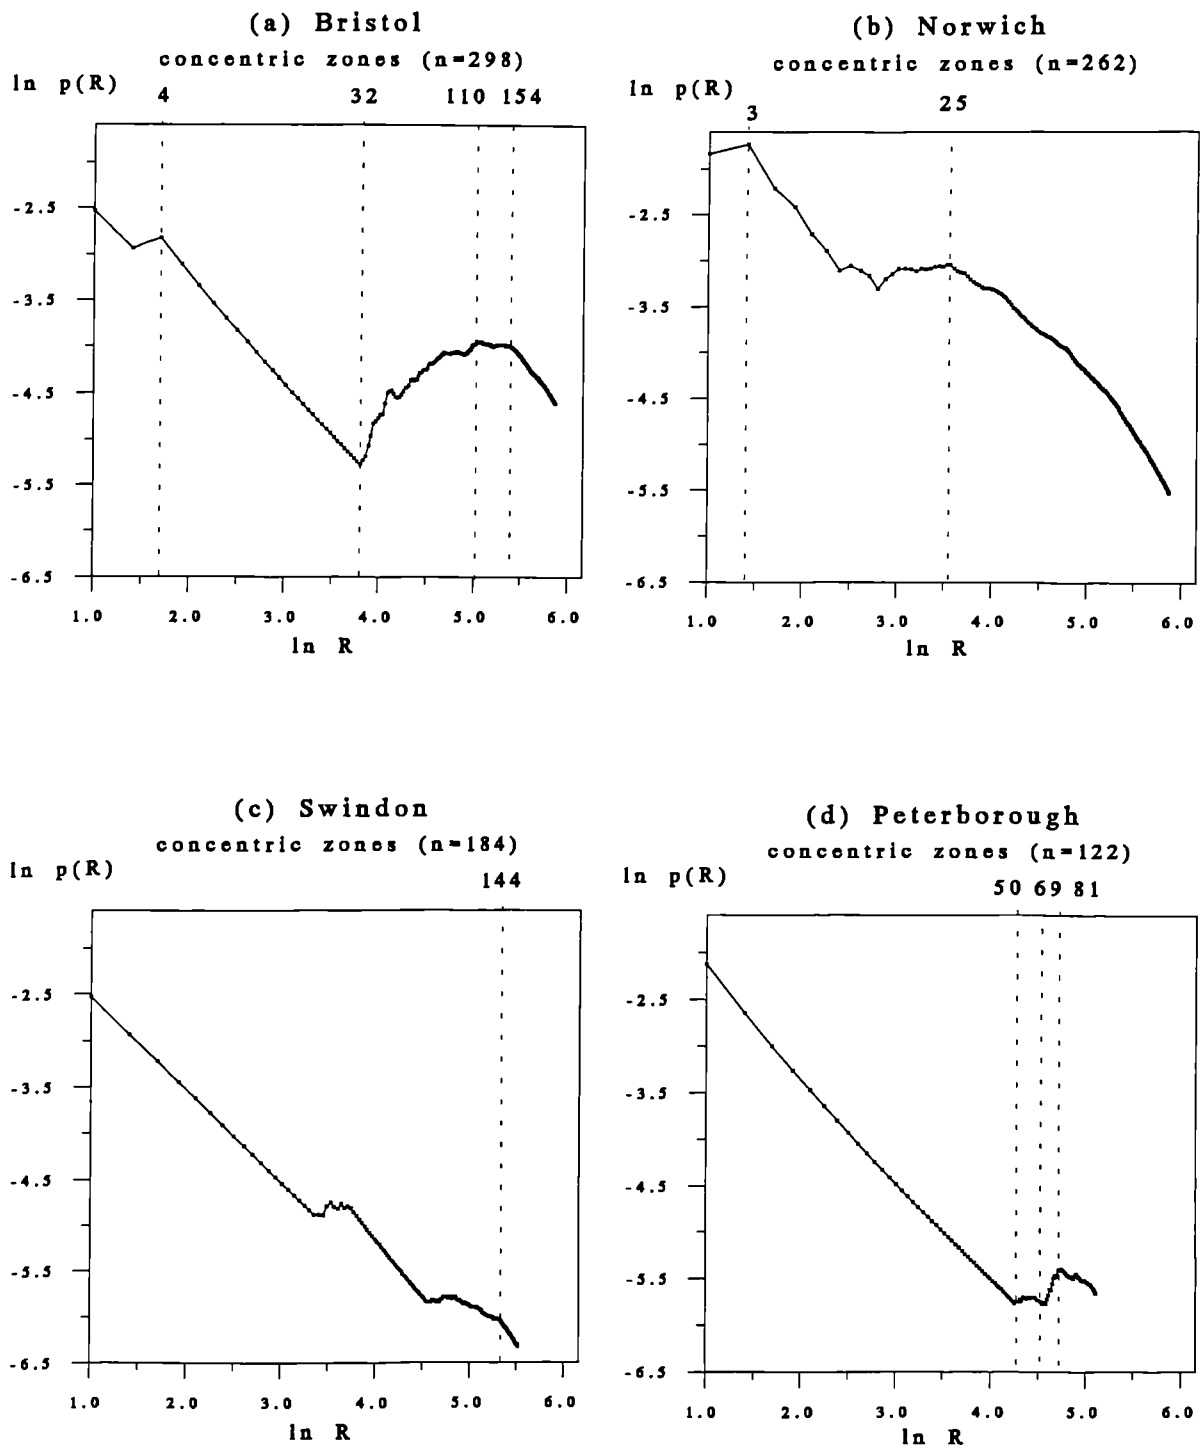 (a) Bristol
concentric zones (n=298)
ln p(R)
4 32 110 154
-2.5
-3.5
-4.5
-5.5
-6.5
1.0 2.0 3.0 4.0 5.0 6.0
ln R
(b) Norwich
concentric zones (n=262)
ln p(R)
3 25
-2.5
-3.5
-4.5
-5.5
-6.5
1.0 2.0 3.0 4.0 5.0 6.0
ln R
(c) Swindon
concentric zones (n=184)
ln p(R)
144
-2.5
-3.5
-4.5
-5.5
-6.5
1.0 2.0 3.0 4.0 5.0 6.0
ln R
(d) Peterborough
concentric zones (n=122)
ln p(R)
50 69 81
-2.5
-3.5
-4.5
-5.5
-6.5
1.0 2.0 3.0 4.0 5.0 6.0
ln R